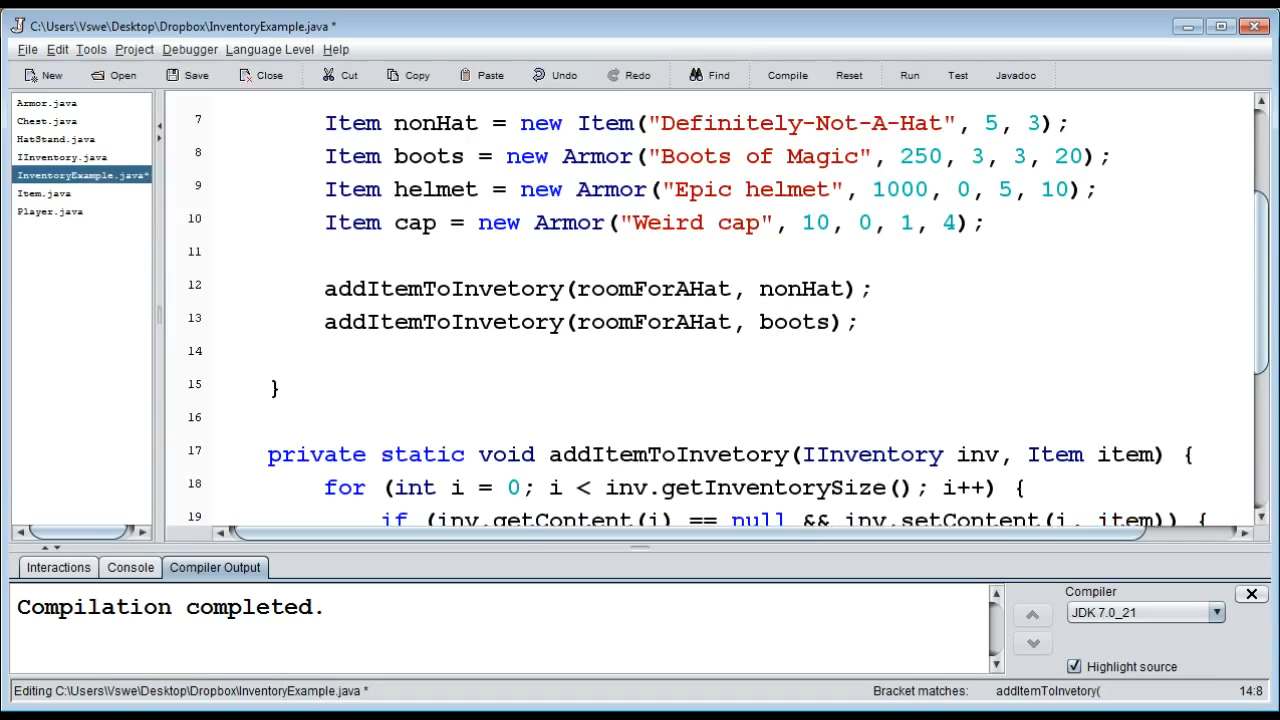 C:\Users\Vswe\Desktop\Dropbox\InventoryExample.java *
File Edit Tools Project Debugger Language Level Help
New Open Save Close Cut Copy Paste Undo Redo Find Compile Reset Run Test Javadoc
Armor.java
Chest.java
HatStand.java
IInventory.java
InventoryExample.java*
Item.java
Player.java
7 Item nonHat = new Item("Definitely-Not-A-Hat", 5, 3);
8 Item boots = new Armor("Boots of Magic", 250, 3, 3, 20);
9 Item helmet = new Armor("Epic helmet", 1000, 0, 5, 10);
10 Item cap = new Armor("Weird cap", 10, 0, 1, 4);
11
12 addItemToInvetory(roomForAHat, nonHat);
13 addItemToInvetory(roomForAHat, boots);
14
15 }
16
17 private static void addItemToInvetory(IInventory inv, Item item) {
18 for (int i = 0; i < inv.getInventorySize(); i++) {
19 if (inv.getContent(i) == null && inv.setContent(i, item)) {
Interactions Console Compiler Output
Compilation completed.
Compiler
JDK 7.0_21
Highlight source
Editing C:\Users\Vswe\Desktop\Dropbox\InventoryExample.java * Bracket matches: addItemToInvetory( 14:8